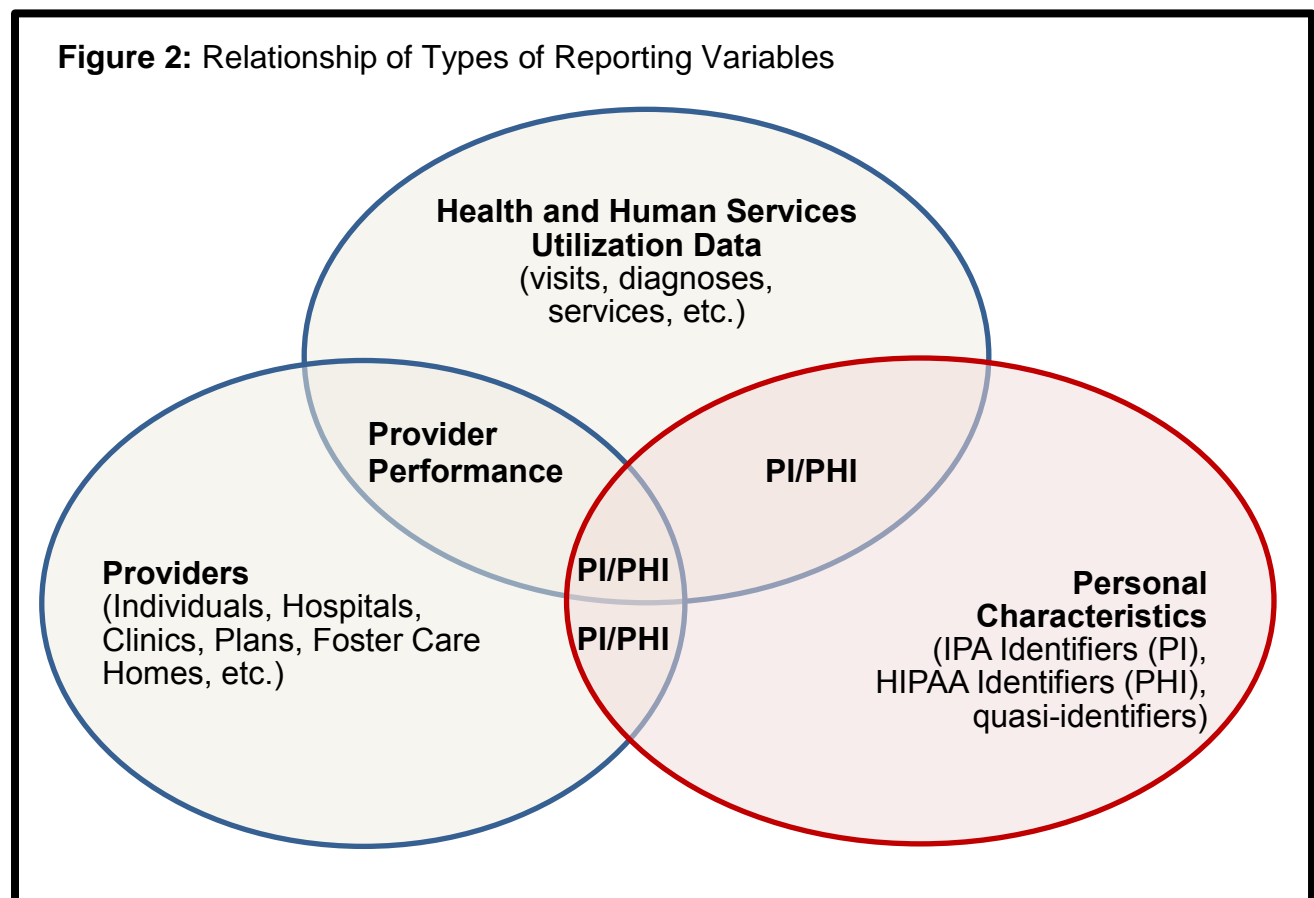 Figure 2: Relationship of Types of Reporting Variables
Health and Human Services
Utilization Data
(visits, diagnoses,
services, etc.)
Provider
Performance
PI/PHI
PI/PHI
PI/PHI
Providers
(Individuals, Hospitals,
Clinics, Plans, Foster Care
Homes, etc.)
Personal
Characteristics
(IPA Identifiers (PI),
HIPAA Identifiers (PHI),
quasi-identifiers)